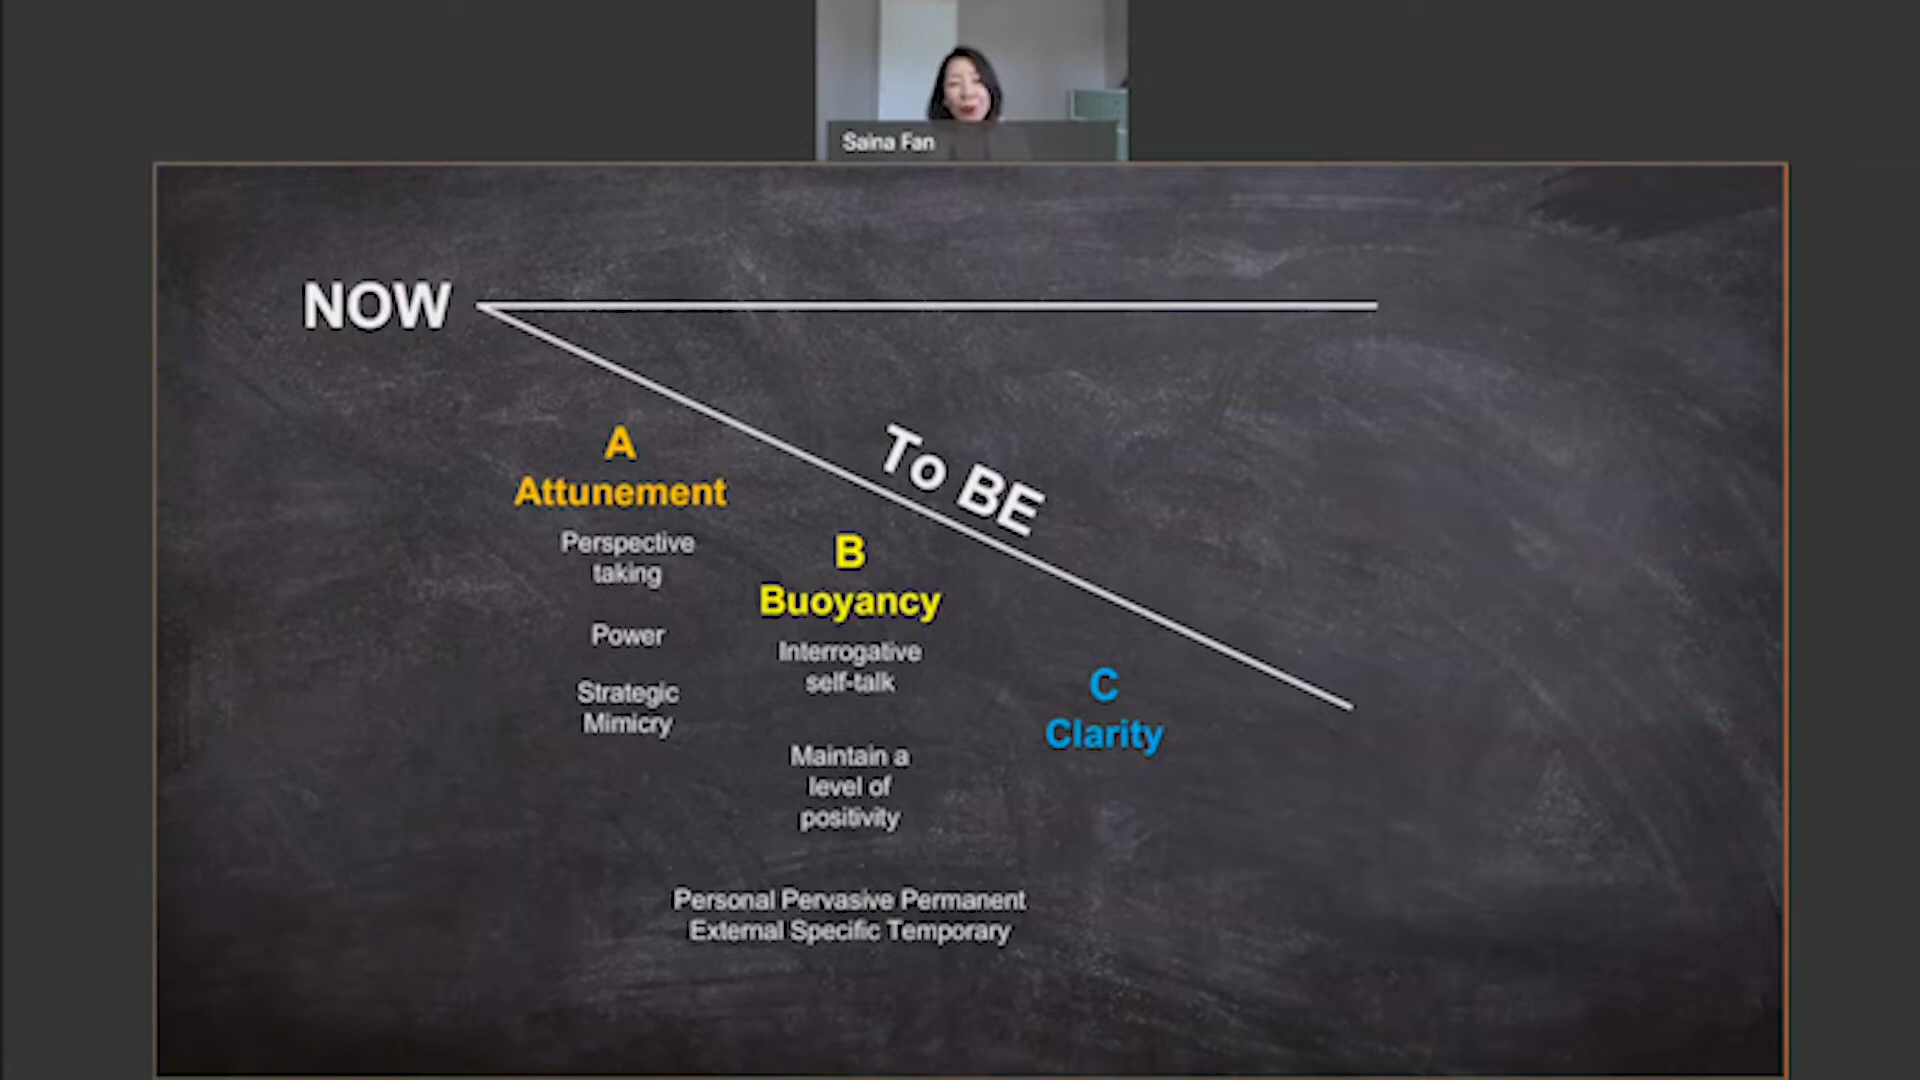 Saina Fan
NOW
To BE
A
Attunement
Perspective
taking
Power
Strategic
Mimicry
B
Buoyancy
Interrogative
self-talk
Maintain a
level of
positivity
Personal Pervasive Permanent
External Specific Temporary
C
Clarity